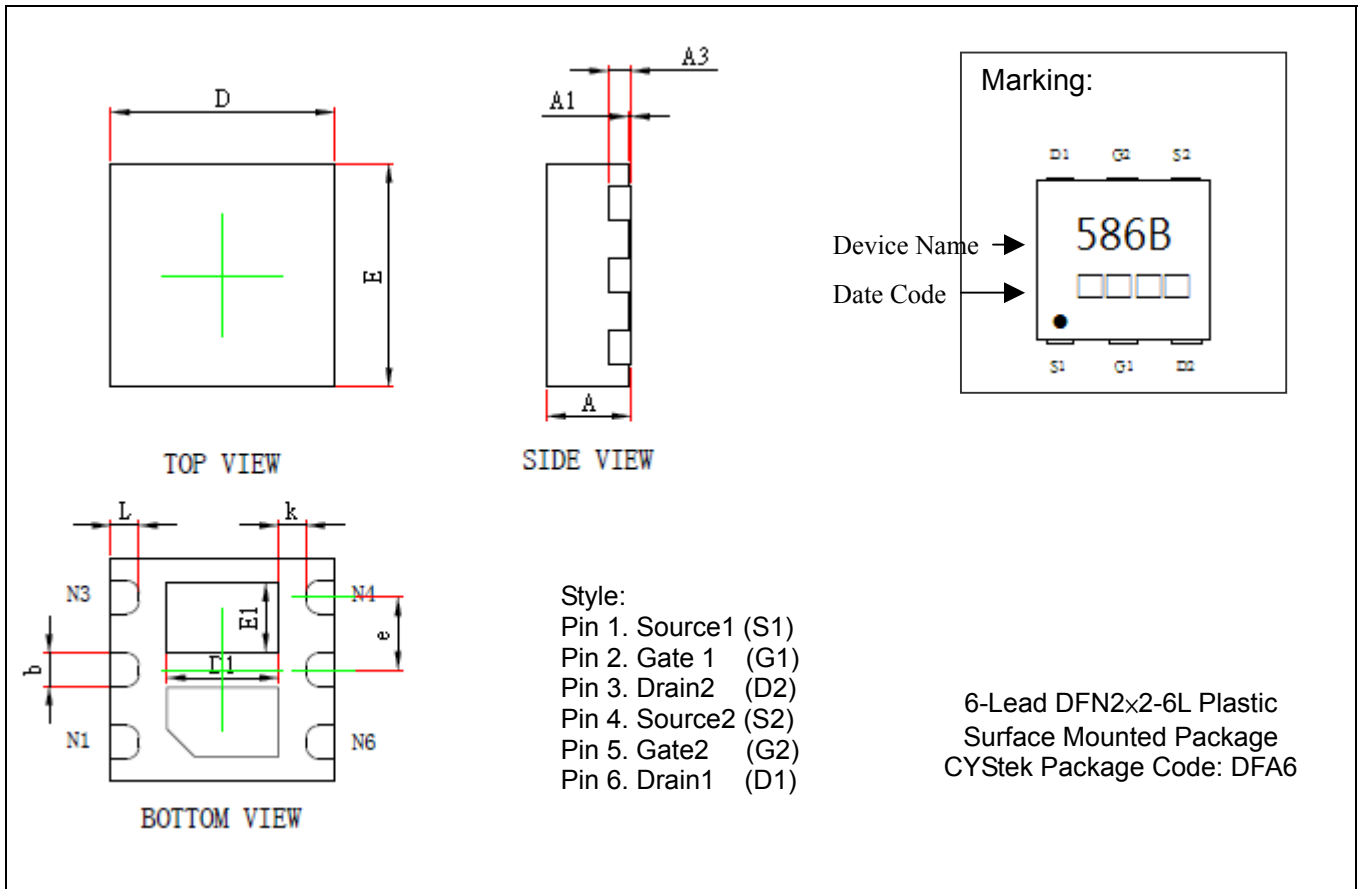 A3
D
A1
E
A
TOP VIEW
SIDE VIEW
Marking:
D1 G2 S2
Device Name
586B
Date Code
S1 G1 D2
L k
N3 N4
E1
e
b
D1
N1 N6
BOTTOM VIEW
Style:
Pin 1. Source1 (S1)
Pin 2. Gate 1 (G1)
Pin 3. Drain2 (D2)
Pin 4. Source2 (S2)
Pin 5. Gate2 (G2)
Pin 6. Drain1 (D1)
6-Lead DFN2×2-6L Plastic
Surface Mounted Package
CYStek Package Code: DFA6